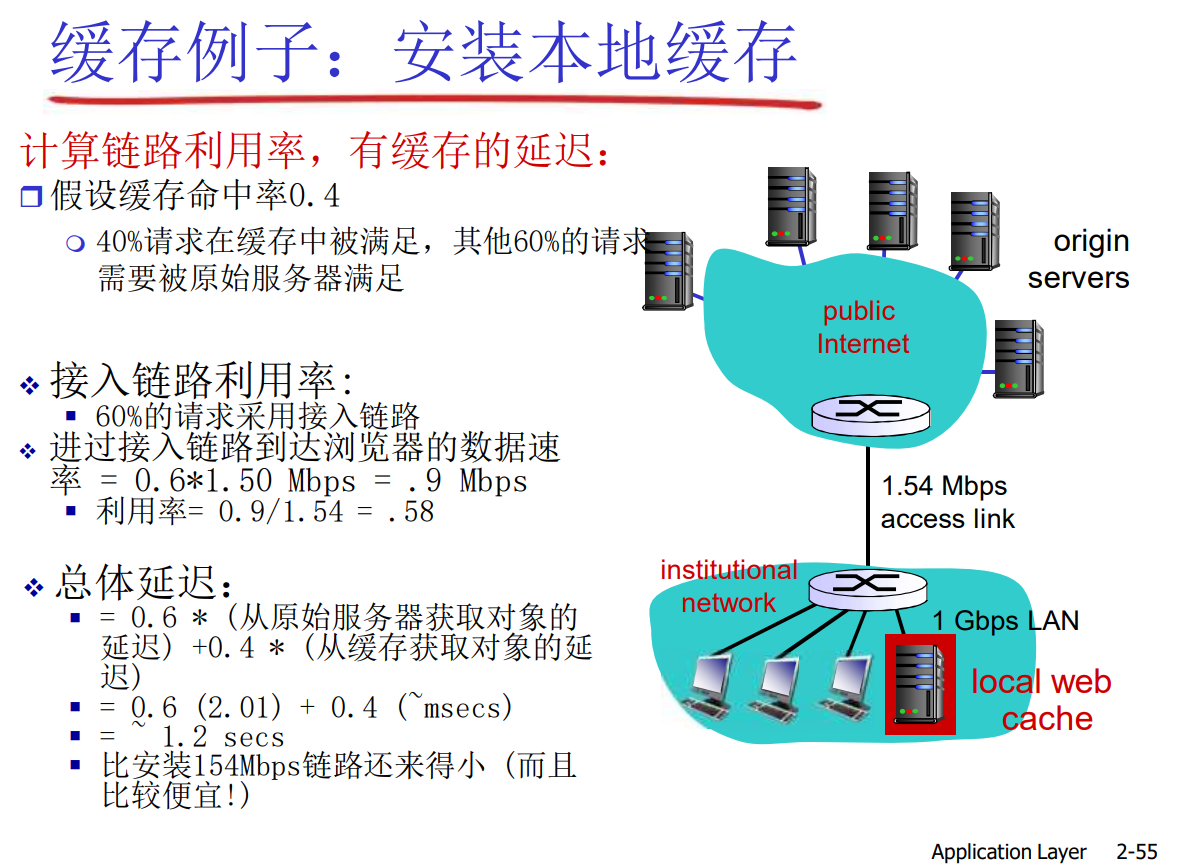 缓存例子：安装本地缓存
计算链路利用率，有缓存的延迟：
假设缓存命中率0.4
40%请求在缓存中被满足，其他60%的请求
需要被原始服务器满足
接入链路利用率:
60%的请求采用接入链路
进过接入链路到达浏览器的数据速
率 = 0.6*1.50 Mbps = .9 Mbps
利用率= 0.9/1.54 = .58
总体延迟：
= 0.6 * (从原始服务器获取对象的
延迟) +0.4 * (从缓存获取对象的延
迟)
= 0.6 (2.01) + 0.4 (~msecs)
= ~ 1.2 secs
比安装154Mbps链路还来得小 (而且
比较便宜!)
origin
servers
public
Internet
1.54 Mbps
access link
institutional
network
1 Gbps LAN
local web
cache
Application Layer 2-55